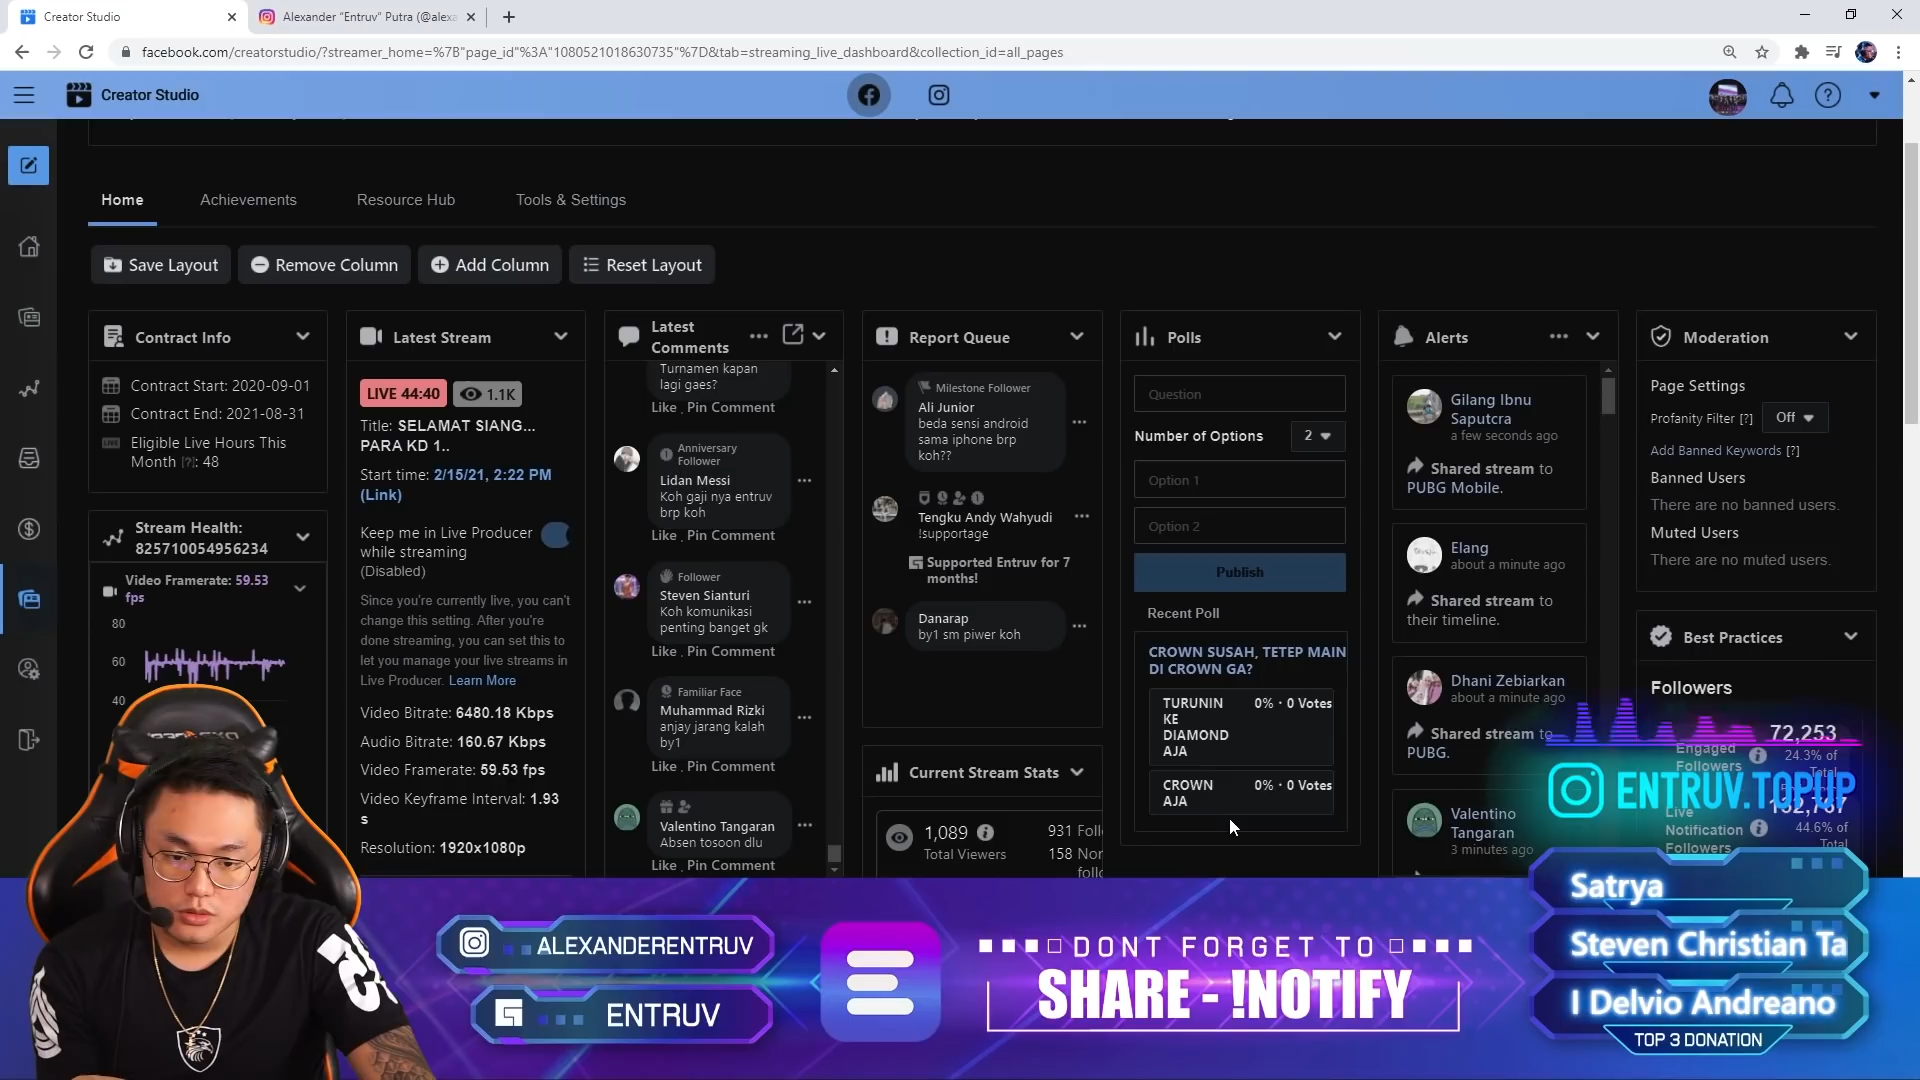 Creator Studio
Alexander "Entruv" Putra (@alexa
facebook.com/creatorstudio/?streamer_home=%7B"page_id"%3A"1080521018630735"%7D&tab=streaming_live_dashboard&collection_id=all_pages
Creator Studio
Home
Achievements
Resource Hub
Tools & Settings
Save Layout
Remove Column
Add Column
Reset Layout
Contract Info
Contract Start: 2020-09-01
Contract End: 2021-08-31
Eligible Live Hours This
Month [?]: 48
Stream Health:
825710054956234
Video Framerate: 59.53
fps
80
60
40
Latest Stream
LIVE 44:40
1.1K
Title: SELAMAT SIANG...
PARA KD 1..
Start time: 2/15/21, 2:22 PM
(Link)
Keep me in Live Producer
while streaming
(Disabled)
Since you're currently live, you can't
change this setting. After you're
done streaming, you can set this to
let you manage your live streams in
Live Producer. Learn More
Video Bitrate: 6480.18 Kbps
Audio Bitrate: 160.67 Kbps
Video Framerate: 59.53 fps
Video Keyframe Interval: 1.93
s
Resolution: 1920x1080p
Latest
Comments
Turnamen kapan
lagi gaes?
Like . Pin Comment
Anniversary
Follower
Lidan Messi
Koh gaji nya entruv
brp koh
Like . Pin Comment
Follower
Steven Sianturi
Koh komunikasi
penting banget gk
Like . Pin Comment
Familiar Face
Muhammad Rizki
anjay jarang kalah
by1
Like . Pin Comment
Valentino Tangaran
Absen tosoon dlu
Like . Pin Comment
Report Queue
Milestone Follower
Ali Junior
beda sensi android
sama iphone brp
koh??
Tengku Andy Wahyudi
!supportage
Supported Entruv for 7
months!
Danarap
by1 sm piwer koh
Current Stream Stats
1,089
Total Viewers
931 Foll
158 Nor
follo
Polls
Question
Number of Options
2
Option 1
Option 2
Publish
Recent Poll
CROWN SUSAH, TETEP MAIN
DI CROWN GA?
TURUNIN
KE
DIAMOND
AJA
0% · 0 Votes
CROWN
AJA
0% · 0 Votes
Alerts
Gilang Ibnu
Saputcra
a few seconds ago
Shared stream to
PUBG Mobile.
Elang
about a minute ago
Shared stream to
their timeline.
Dhani Zebiarkan
about a minute ago
Shared stream to
PUBG.
Valentino
Tangaran
3 minutes ago
Moderation
Page Settings
Profanity Filter [?]
Off
Add Banned Keywords [?]
Banned Users
There are no banned users.
Muted Users
There are no muted users.
Best Practices
Followers
72,253
Engaged
Followers
24.3% of
Total
Live
Notification
Followers
44.6% of
ENTRUV.TOPUP
Satrya
Steven Christian Ta
I Delvio Andreano
TOP 3 DONATION
ALEXANDERENTRUV
ENTRUV
DONT FORGET TO
SHARE - !NOTIFY